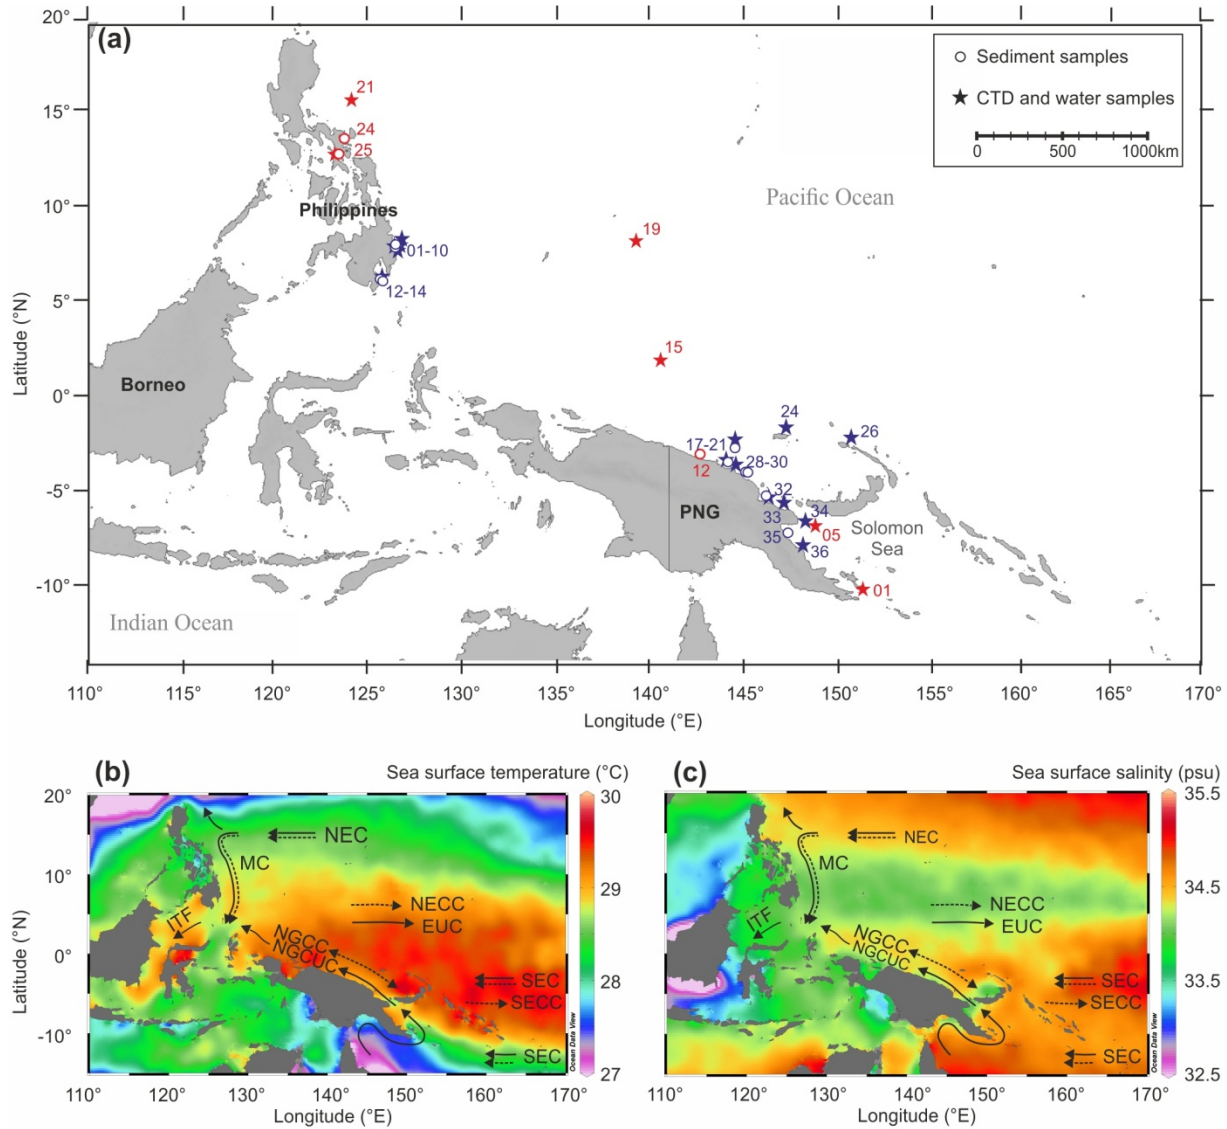 (a)
20°
15°
10°
5°
0°
-5°
-10°
Latitude (°N)
Sediment samples
CTD and water samples
0 500 1000km
21
24
25
Philippines
Pacific Ocean
01-10
12-14
19
15
Borneo
24
26
17-21
28-30
12
32
PNG
33
34
05
35
36
Solomon
Sea
01
Indian Ocean
110° 115° 120° 125° 130° 135° 140° 145° 150° 155° 160° 165° 170°
Longitude (°E)
(b)
Sea surface temperature (°C)
20°
10°
0°
-10°
Latitude (°N)
NEC
MC
NECC
EUC
ITF
NGCC
NGCUC
SEC
SECC
SEC
Ocean Data View
30
29
28
27
110° 120° 130° 140° 150° 160° 170°
Longitude (°E)
(c)
Sea surface salinity (psu)
NEC
MC
NECC
EUC
ITF
NGCC
NGCUC
SEC
SECC
SEC
Ocean Data View
35.5
34.5
33.5
32.5
110° 120° 130° 140° 150° 160° 170°
Longitude (°E)